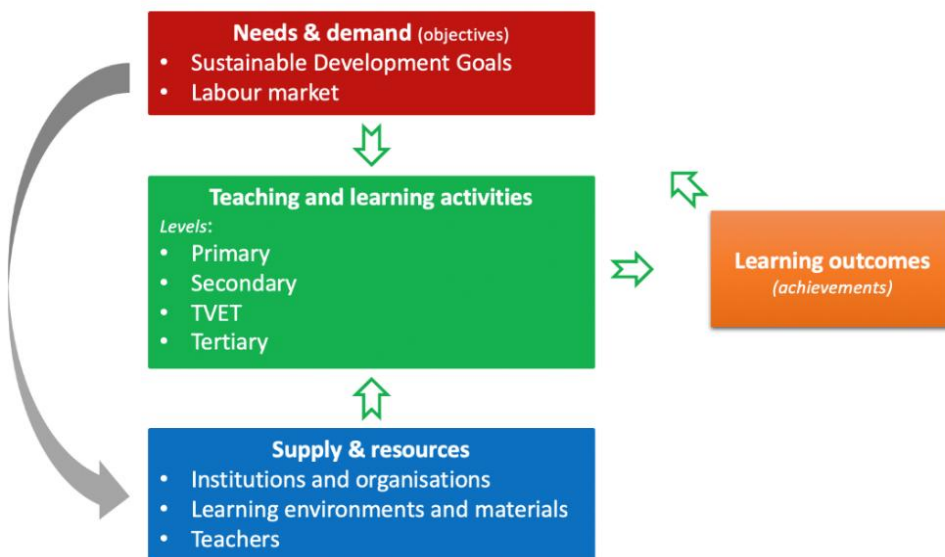 Needs & demand (objectives)
• Sustainable Development Goals
• Labour market
Teaching and learning activities
Levels:
• Primary
• Secondary
• TVET
• Tertiary
Learning outcomes
(achievements)
Supply & resources
• Institutions and organisations
• Learning environments and materials
• Teachers